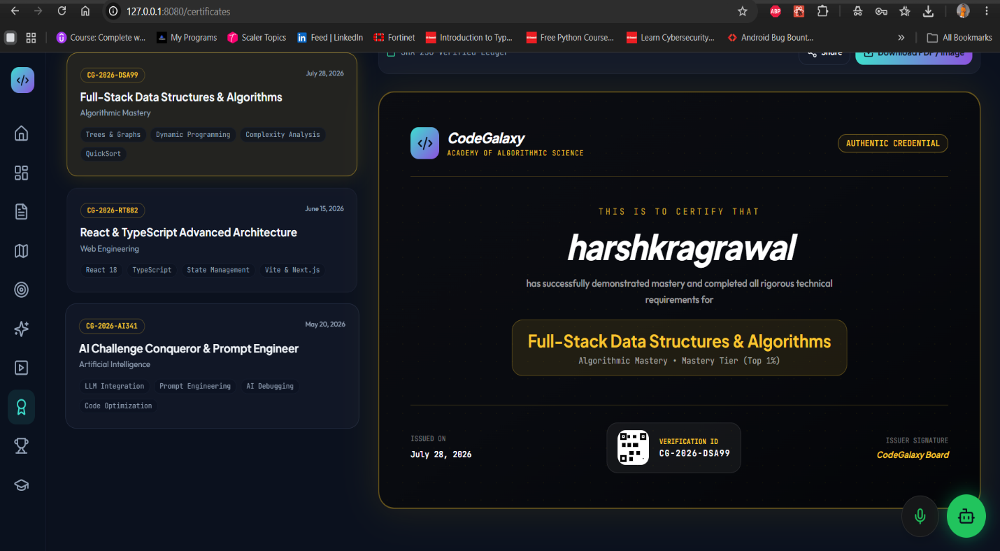 127.0.0.1:8080/certificates
ABP
Course: Complete w...
My Programs
Scaler Topics
Feed | LinkedIn
Fortinet
Introduction to Typ...
Free Python Course...
Learn Cybersecurity...
Android Bug Bount...
»
All Bookmarks
</>
CG-2026-DSA99
July 28, 2026
Full-Stack Data Structures & Algorithms
Algorithmic Mastery
Trees & Graphs
Dynamic Programming
Complexity Analysis
QuickSort
CG-2026-RT882
June 15, 2026
React & TypeScript Advanced Architecture
Web Engineering
React 18
TypeScript
State Management
Vite & Next.js
CG-2026-AI341
May 20, 2026
AI Challenge Conqueror & Prompt Engineer
Artificial Intelligence
LLM Integration
Prompt Engineering
AI Debugging
Code Optimization
SHA-256 Verified Ledger
Share
Download PDF / Image
</>
CodeGalaxy
ACADEMY OF ALGORITHMIC SCIENCE
AUTHENTIC CREDENTIAL
THIS IS TO CERTIFY THAT
harshkragrawal
has successfully demonstrated mastery and completed all rigorous technical
requirements for
Full-Stack Data Structures & Algorithms
Algorithmic Mastery • Mastery Tier (Top 1%)
ISSUED ON
July 28, 2026
VERIFICATION ID
CG-2026-DSA99
ISSUER SIGNATURE
CodeGalaxy Board